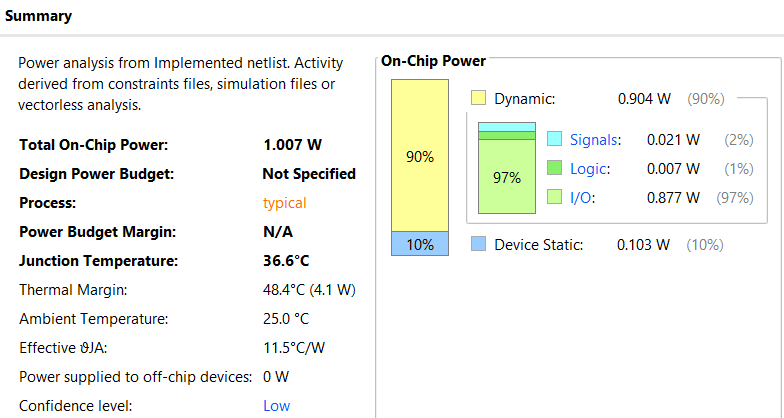 Summary
Power analysis from Implemented netlist. Activity
derived from constraints files, simulation files or
vectorless analysis.
Total On-Chip Power: 1.007 W
Design Power Budget: Not Specified
Process: typical
Power Budget Margin: N/A
Junction Temperature: 36.6°C
Thermal Margin: 48.4°C (4.1 W)
Ambient Temperature: 25.0 °C
Effective ϑJA: 11.5°C/W
Power supplied to off-chip devices: 0 W
Confidence level: Low
On-Chip Power
Dynamic: 0.904 W (90%)
90%
Signals: 0.021 W (2%)
Logic: 0.007 W (1%)
97%
I/O: 0.877 W (97%)
10%
Device Static: 0.103 W (10%)